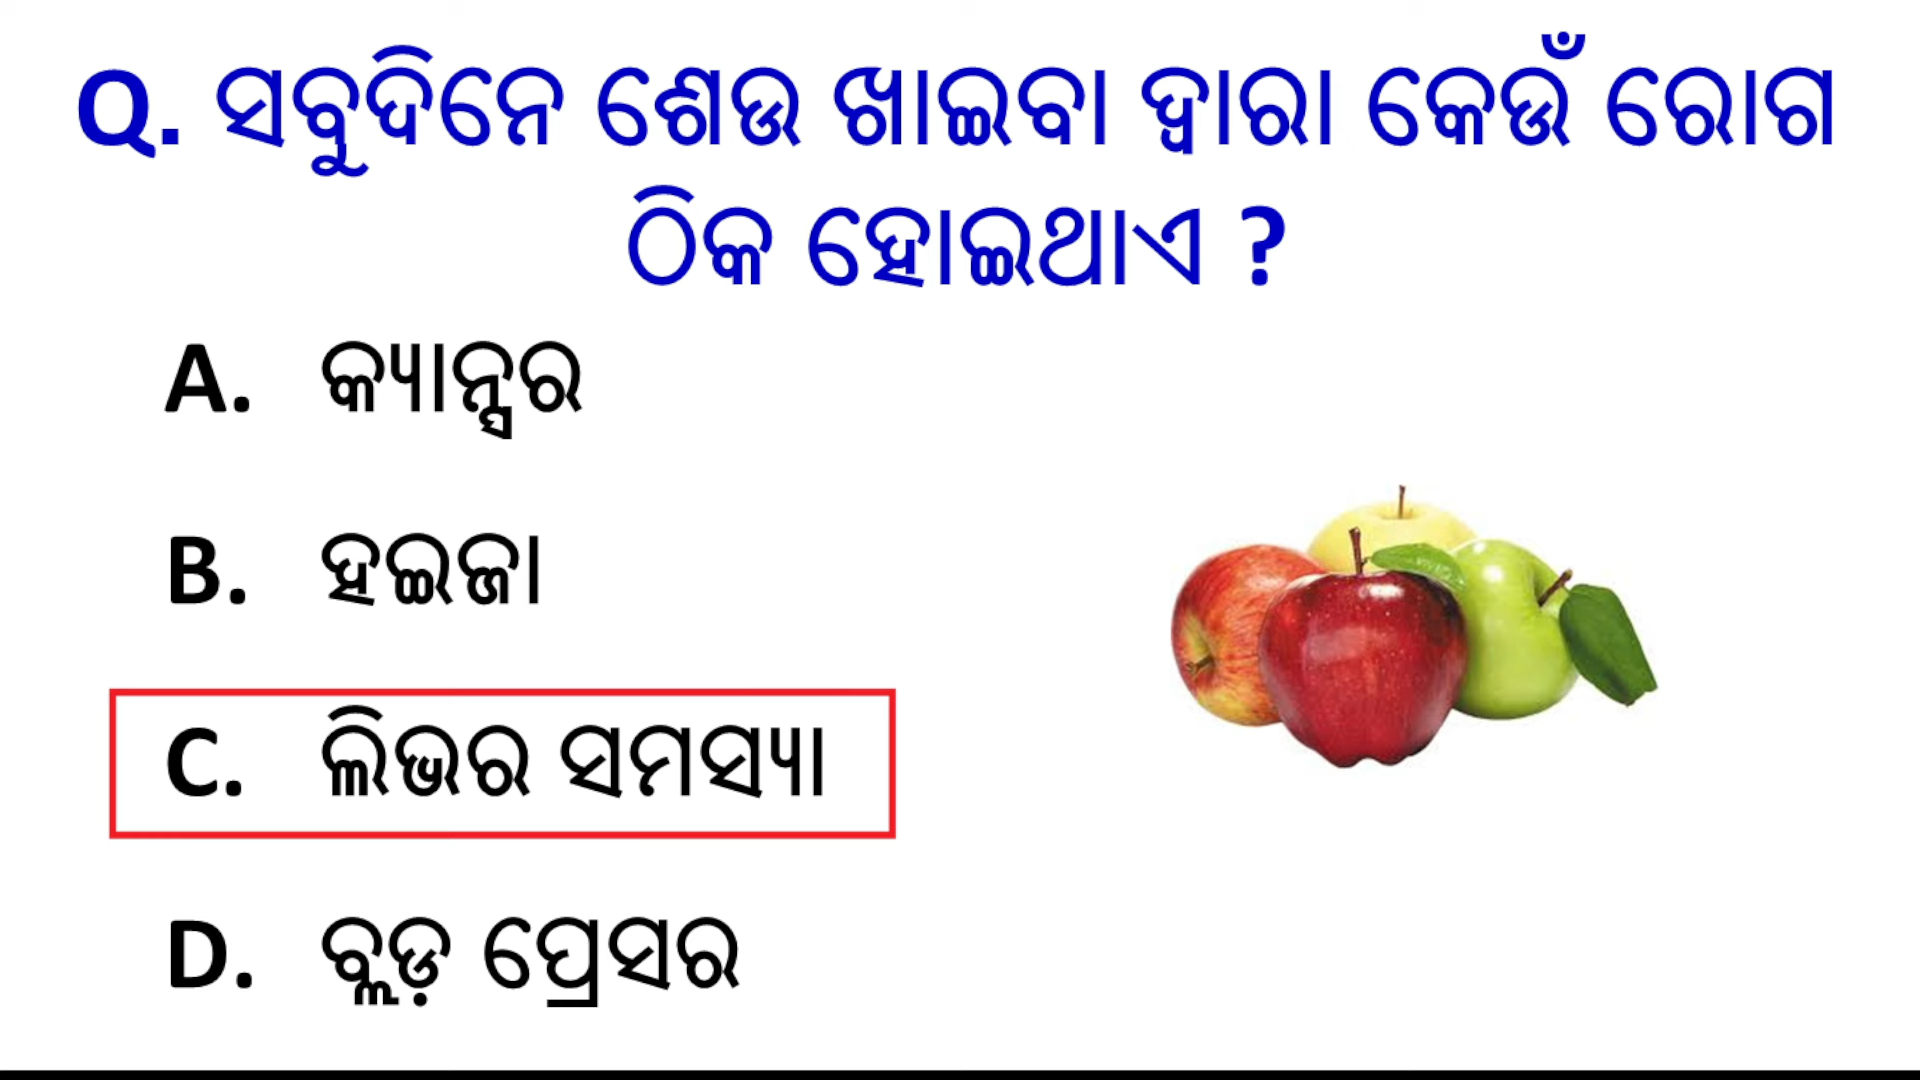 Q. ସବୁଦିନେ ଶେଉ ଖାଇବା ଦ୍ୱାରା କେଉଁ ରୋଗ
ଠିକ ହୋଇଥାଏ ?
A. କ୍ୟାନ୍ସର
B. ହଇଜା
C. ଲିଭର ସମସ୍ୟା
D. ବ୍ଲଡ଼ ପ୍ରେସର